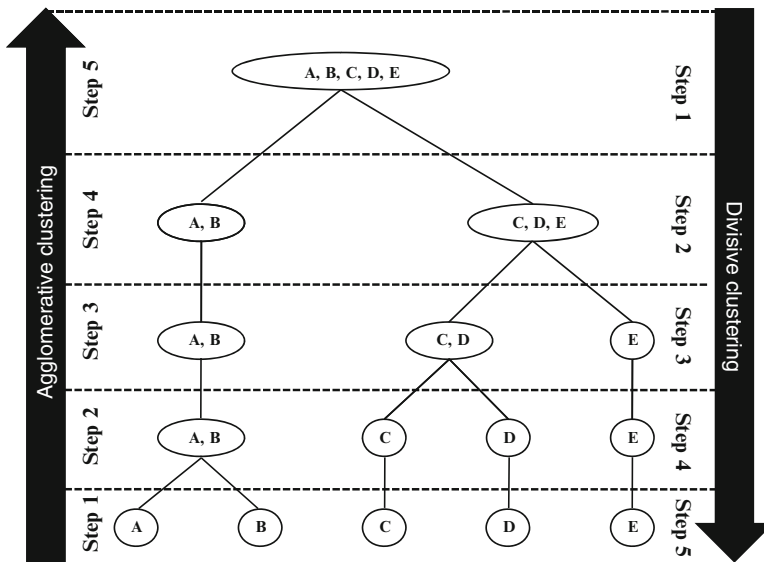 Agglomerative clustering
Divisive clustering
Step 5
A, B, C, D, E
Step 1
Step 4
A, B
C, D, E
Step 2
Step 3
A, B
C, D
E
Step 3
Step 2
A, B
C
D
E
Step 4
Step 1
A
B
C
D
E
Step 5